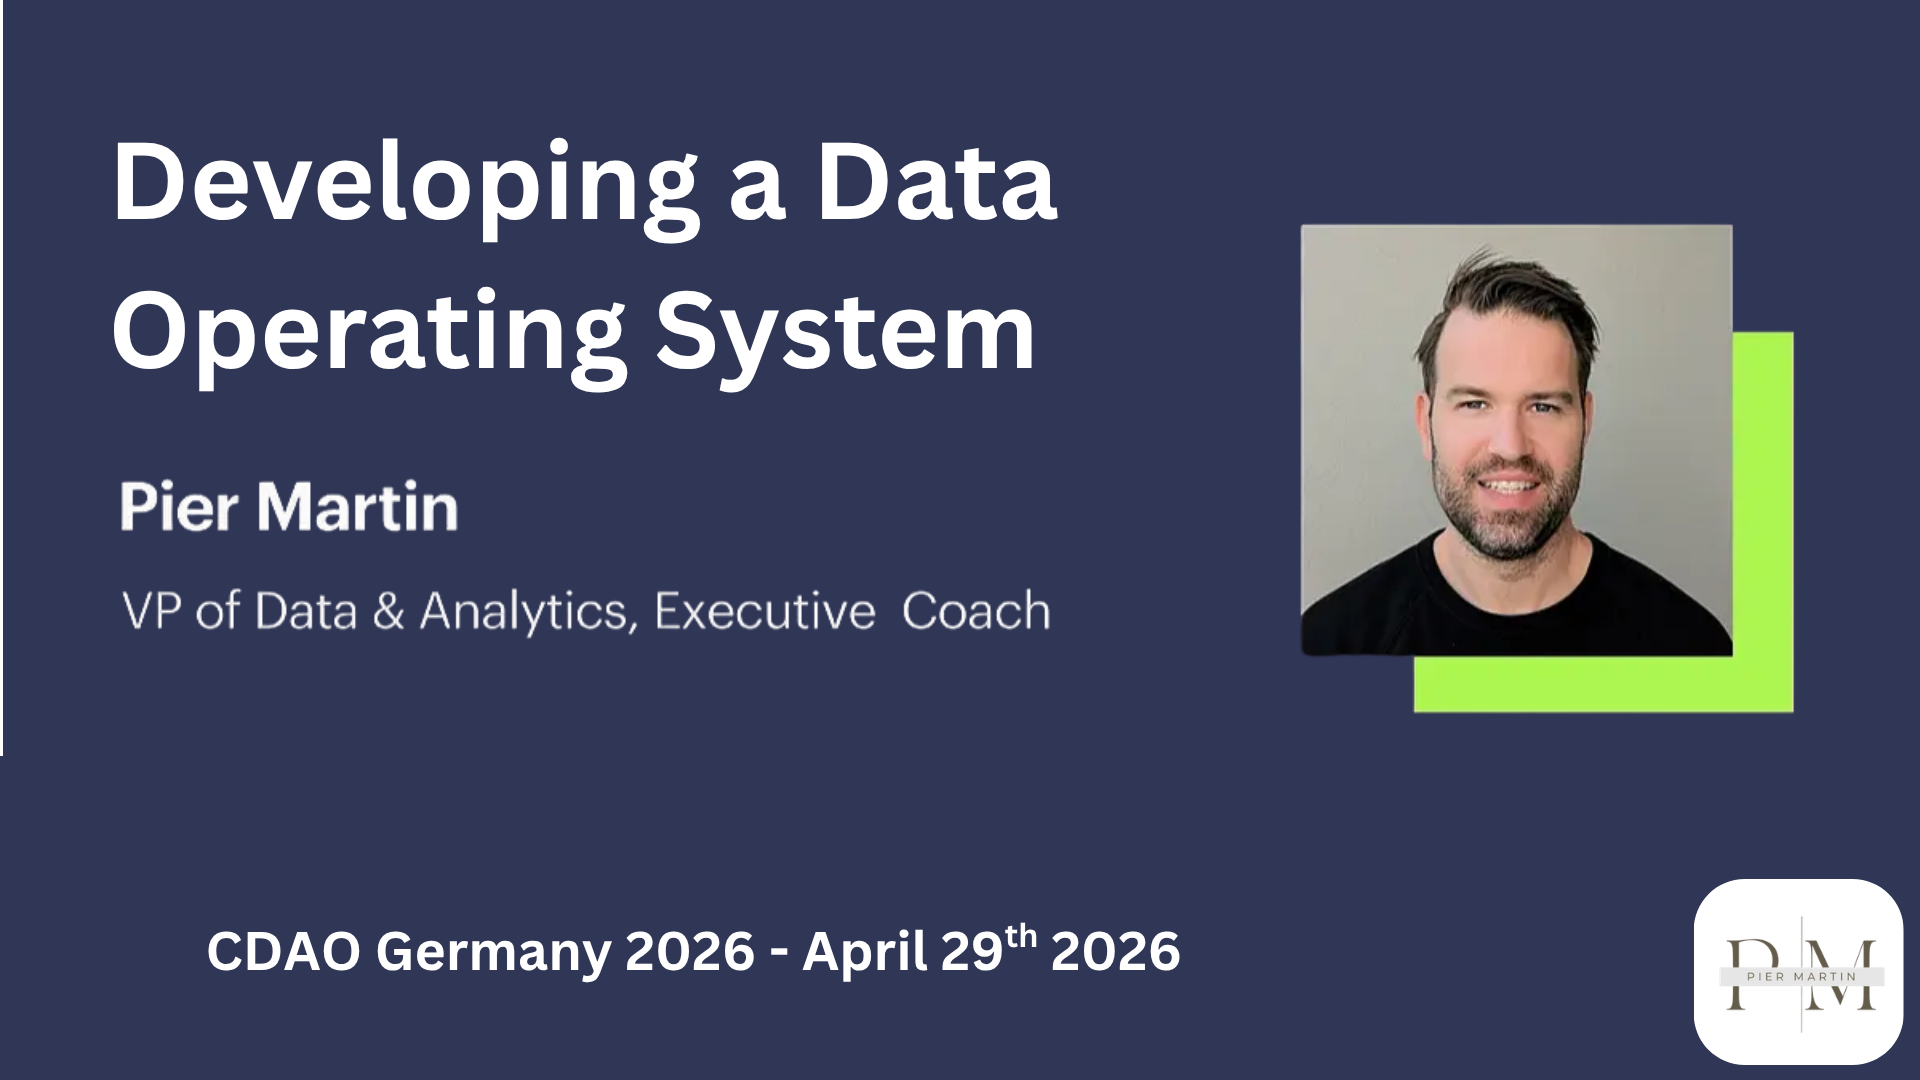 Developing a Data
Operating System
Pier Martin
VP of Data & Analytics, Executive Coach
CDAO Germany 2026 - April 29th 2026
P M
PIER MARTIN